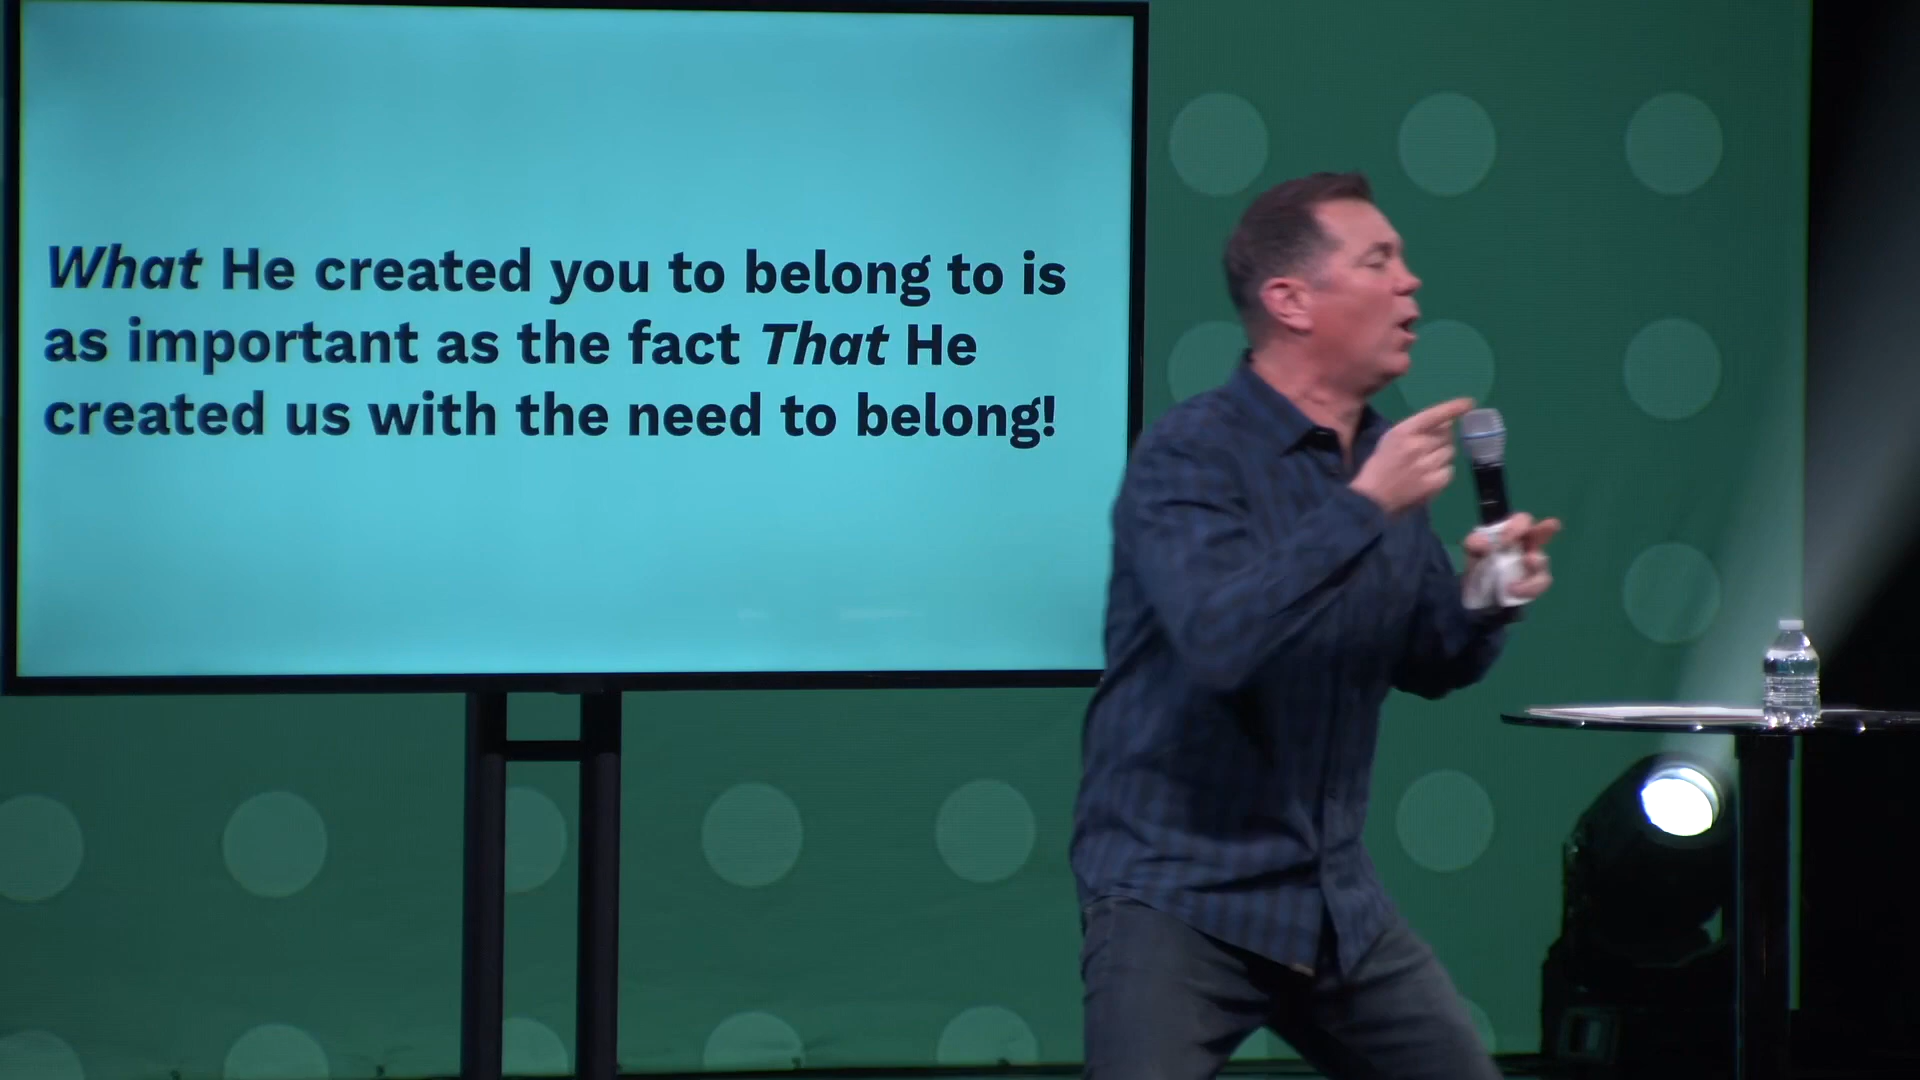 What He created you to belong to is
as important as the fact That He
created us with the need to belong!